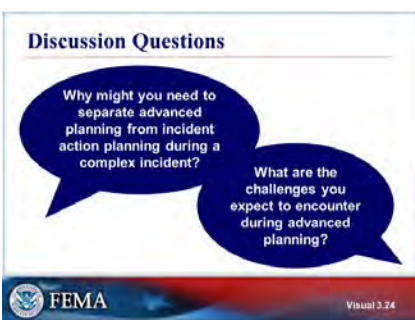 Discussion Questions
Why might you need to
separate advanced
planning from incident
action planning during a
complex incident?
What are the
challenges you
expect to encounter
during advanced
planning?
FEMA
Visual 3.24